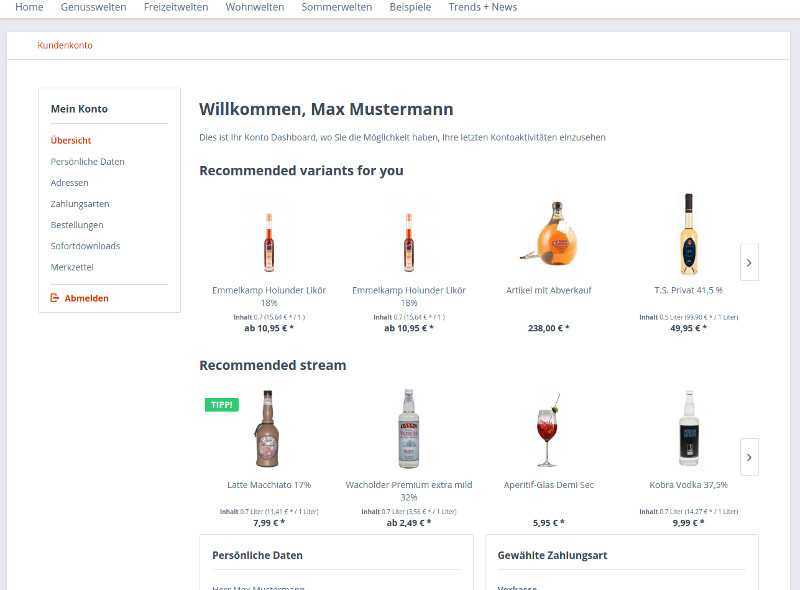 Home Genusswelten Freizeitwelten Wohnwelten Sommerwelten Beispiele Trends + News
Kundenkonto
Mein Konto
Übersicht
Persönliche Daten
Adressen
Zahlungsarten
Bestellungen
Sofortdownloads
Merkzettel
Abmelden
Willkommen, Max Mustermann
Dies ist Ihr Konto Dashboard, wo Sie die Möglichkeit haben, Ihre letzten Kontoaktivitäten einzusehen
Recommended variants for you
Emmelkamp Holunder Likör 18%
Inhalt 0.7 (15,64 € * / 1 )
ab 10,95 € *
Emmelkamp Holunder Likör 18%
Inhalt 0.7 (15,64 € * / 1 )
ab 10,95 € *
Artikel mit Abverkauf
238,00 € *
T.S. Privat 41,5 %
Inhalt 0.5 Liter (99,90 € * / 1 Liter)
49,95 € *
Recommended stream
TIPP!
Latte Macchiato 17%
Inhalt 0.7 Liter (11,41 € * / 1 Liter)
7,99 € *
Wacholder Premium extra mild 32%
Inhalt 0.7 Liter (3,56 € * / 1 Liter)
ab 2,49 € *
Aperitif-Glas Demi Sec
5,95 € *
Kobra Vodka 37,5%
Inhalt 0.7 Liter (14,27 € * / 1 Liter)
9,99 € *
Persönliche Daten
Herr Max Mustermann
Gewählte Zahlungsart
Vorkasse